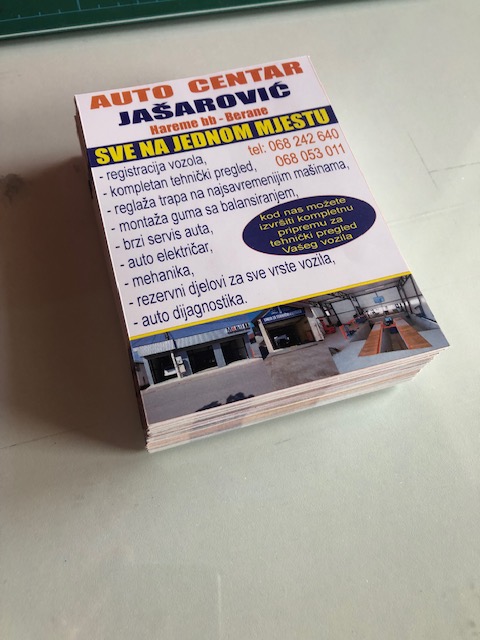 AUTO CENTAR
JAŠAROVIĆ
Hareme bb - Berane
SVE NA JEDNOM MJESTU
tel: 068 242 640
068 053 011
- registracija vozola,
- kompletan tehnički pregled,
- reglaža trapa na najsavremenijim mašinama,
- montaža guma sa balansiranjem,
- brzi servis auta,
- auto električar,
- mehanika,
- rezervni djelovi za sve vrste vozila,
- auto dijagnostika.
kod nas možete
izvršiti kompletnu
pripremu za
tehnički pregled
Vašeg vozila